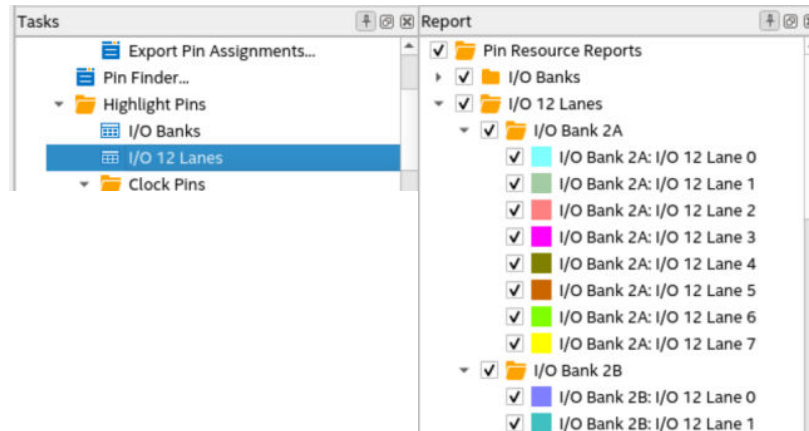 Tasks
Export Pin Assignments...
Pin Finder...
Highlight Pins
I/O Banks
I/O 12 Lanes
Clock Pins
Report
Pin Resource Reports
I/O Banks
I/O 12 Lanes
I/O Bank 2A
I/O Bank 2A: I/O 12 Lane 0
I/O Bank 2A: I/O 12 Lane 1
I/O Bank 2A: I/O 12 Lane 2
I/O Bank 2A: I/O 12 Lane 3
I/O Bank 2A: I/O 12 Lane 4
I/O Bank 2A: I/O 12 Lane 5
I/O Bank 2A: I/O 12 Lane 6
I/O Bank 2A: I/O 12 Lane 7
I/O Bank 2B
I/O Bank 2B: I/O 12 Lane 0
I/O Bank 2B: I/O 12 Lane 1